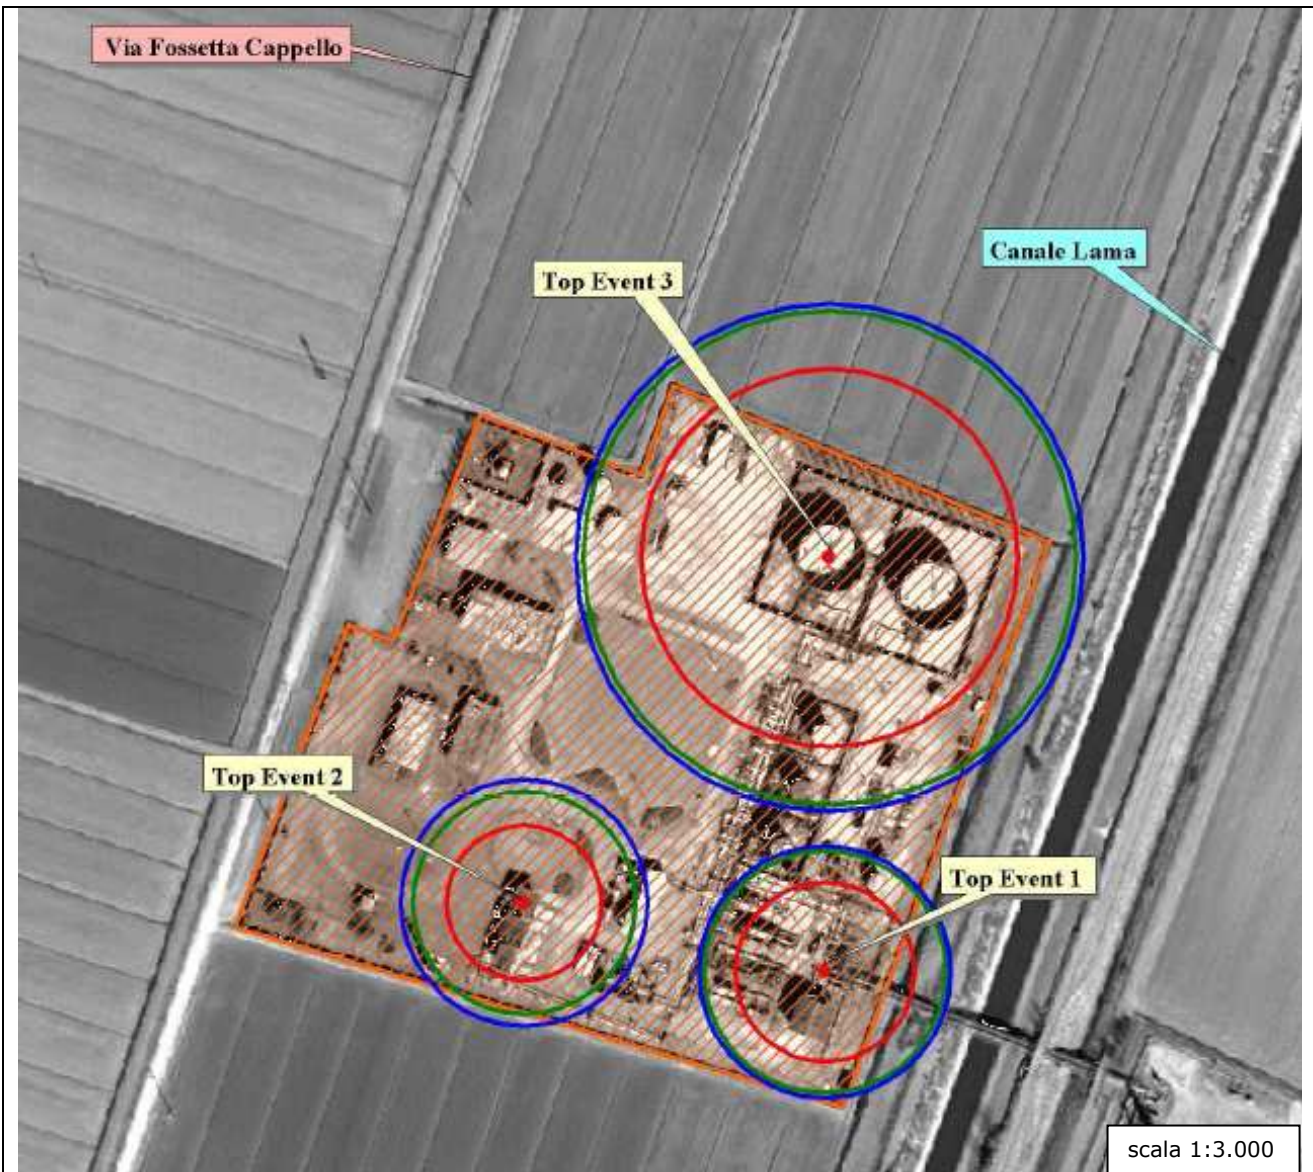 Via Fossetta Cappello
Canale Lama
Top Event 3
Top Event 2
Top Event 1
scala 1:3.000